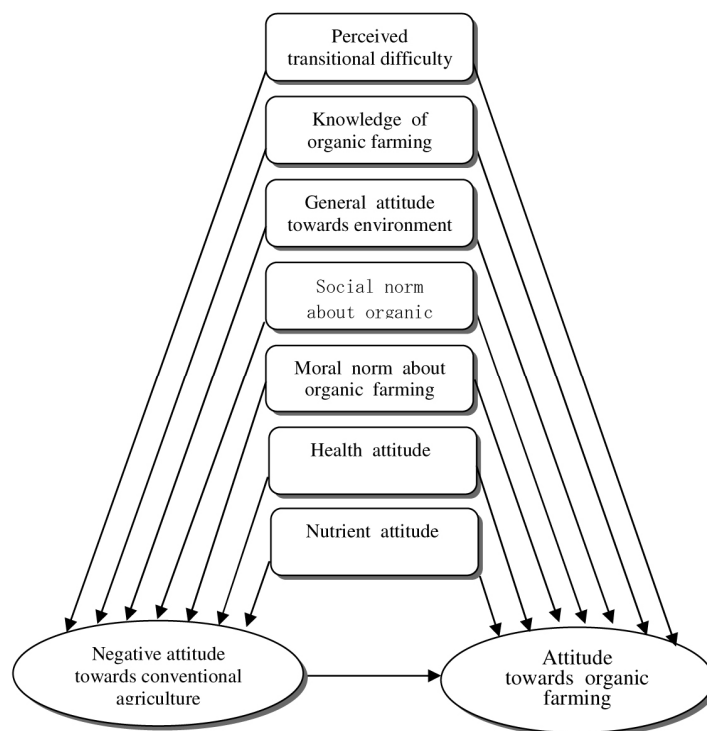 Perceived
transitional difficulty
Knowledge of
organic farming
General attitude
towards environment
Social norm
about organic
Moral norm about
organic farming
Health attitude
Nutrient attitude
Negative attitude
towards conventional
agriculture
Attitude
towards organic
farming